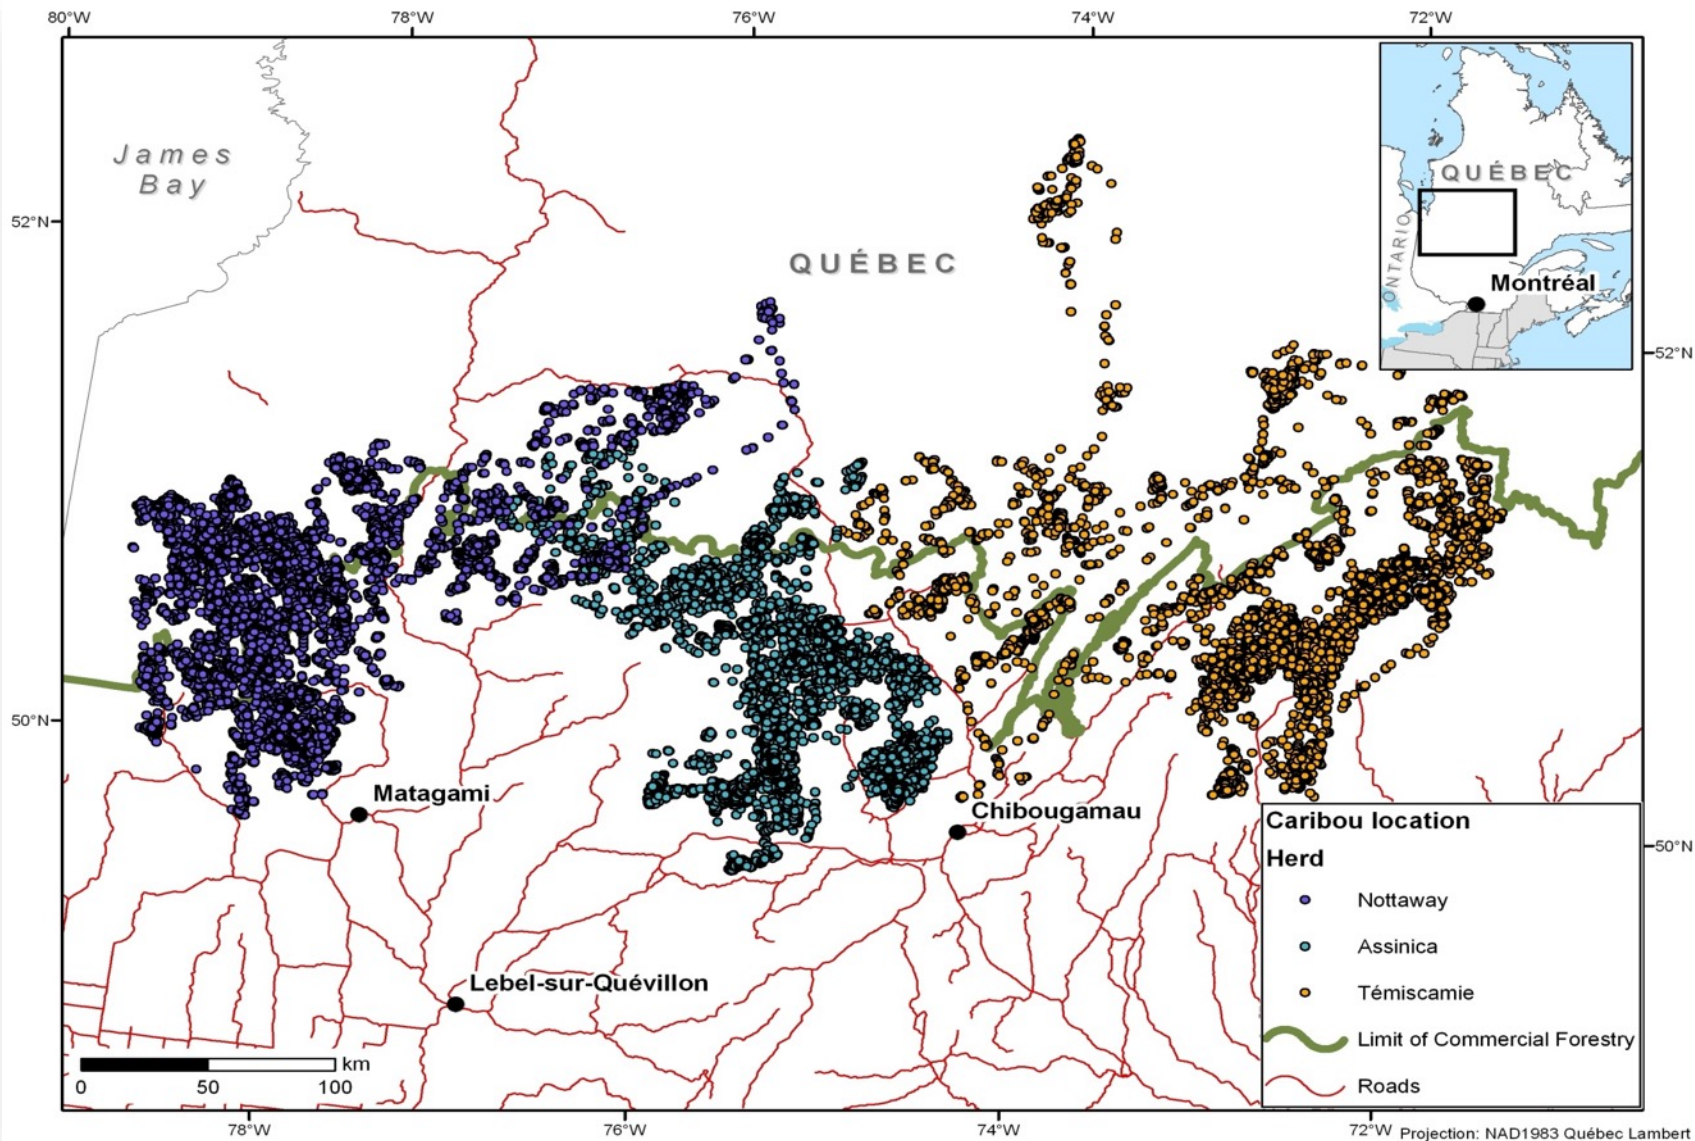 80°W 78°W 76°W 74°W 72°W
James
Bay
QUÉBEC
ONTARIO
Montréal
52°N
QUÉBEC
52°N
50°N
Matagami
Chibougamau
50°N
Lebel-sur-Quévillon
Caribou location
Herd
Nottaway
Assinica
Témiscamie
Limit of Commercial Forestry
Roads
km
0 50 100
78°W 76°W 74°W 72°W
Projection: NAD1983 Québec Lambert